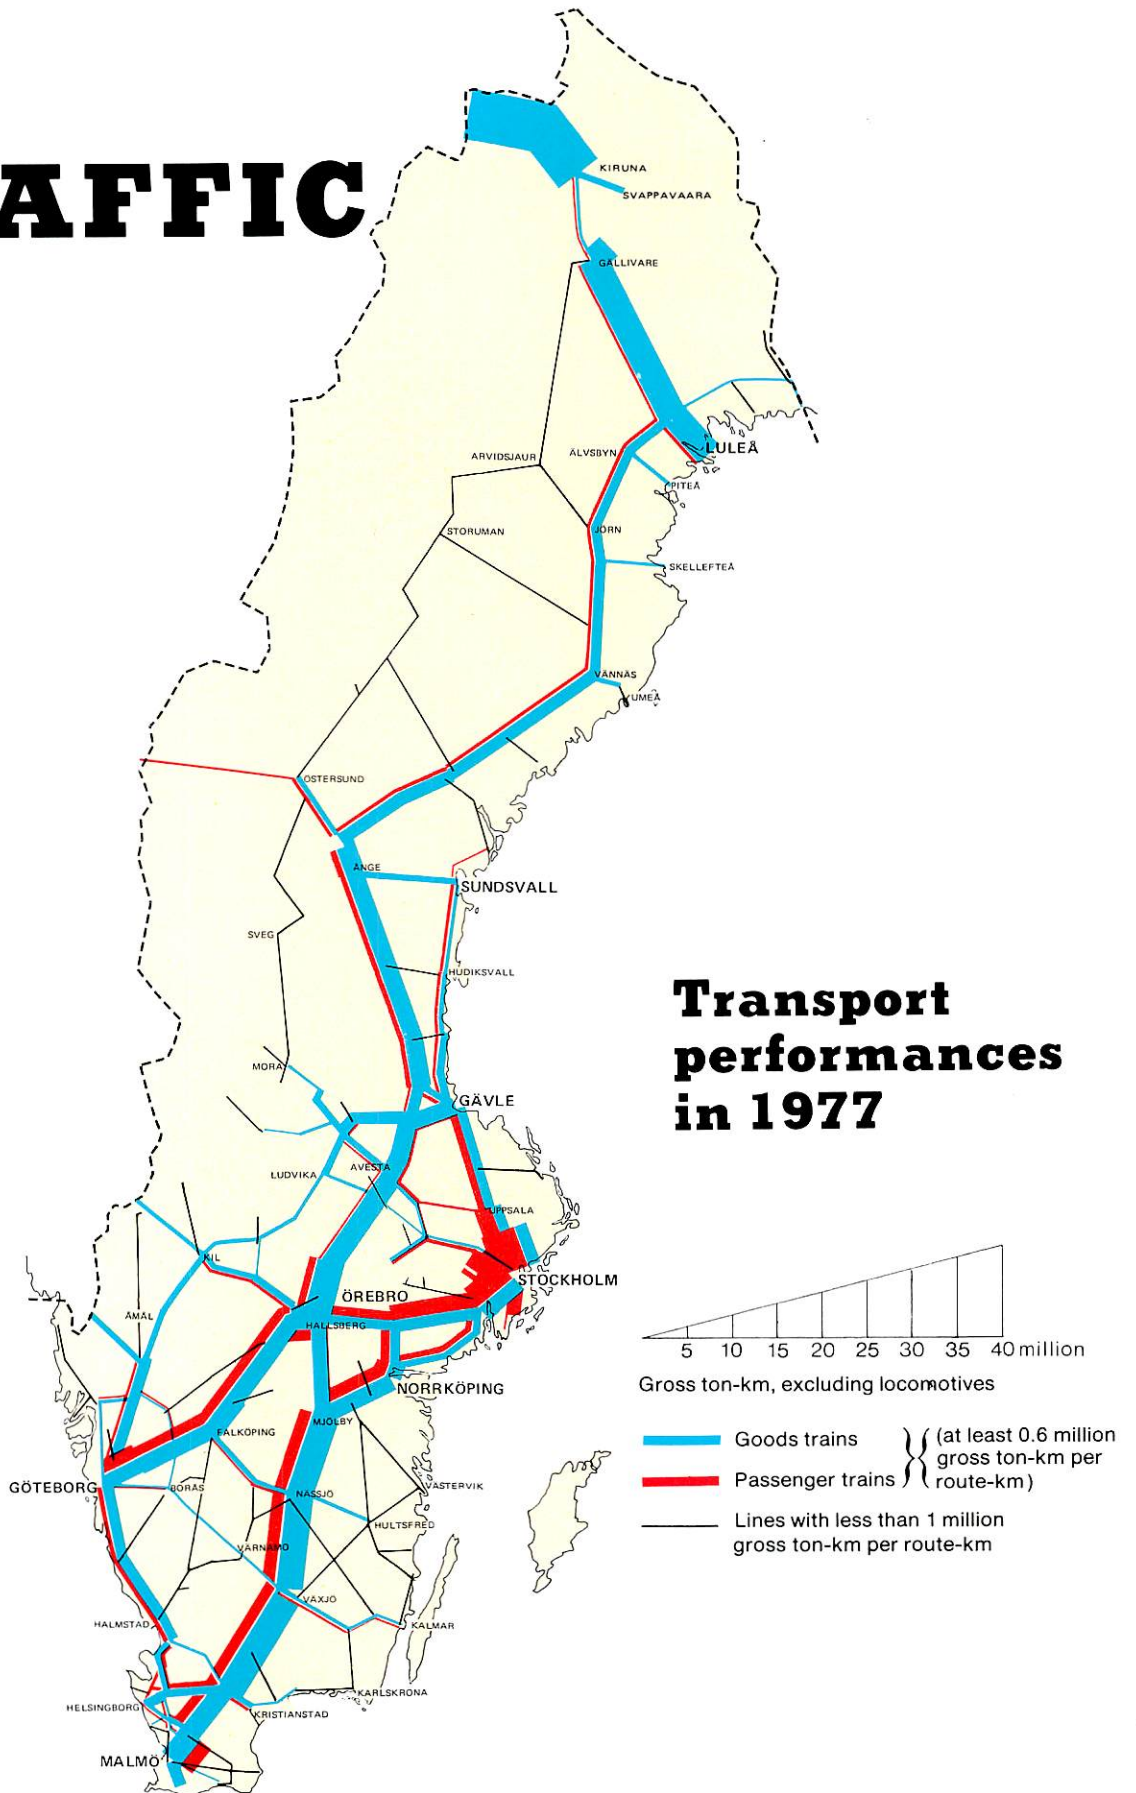 AFFIC
KIRUNA
SVAPPAVAARA
GÄLLIVARE
LULEÅ
ÄLVSBYN
ARVIDSJAUR
PITEÅ
JÖRN
STORUMAN
SKELLEFTEÅ
VÄNNÄS
UMEÅ
ÖSTERSUND
ÅNGE
SUNDSVALL
SVEG
HUDIKSVALL
Transport
performances
in 1977
MORA
GÄVLE
LUDVIKA
AVESTA
UPPSALA
KIL
STOCKHOLM
ÖREBRO
ÅMÅL
HALLSBERG
NORRKÖPING
MJÖLBY
FALKÖPING
GÖTEBORG
BORÅS
NÄSSJÖ
VÄSTERVIK
HULTSFRED
VÄRNAMO
VÄXJÖ
HALMSTAD
KALMAR
KARLSKRONA
HELSINGBORG
KRISTIANSTAD
MALMÖ
5 10 15 20 25 30 35 40 million
Gross ton-km, excluding locomotives
Goods trains
Passenger trains
(at least 0.6 million
gross ton-km per
route-km)
Lines with less than 1 million
gross ton-km per route-km